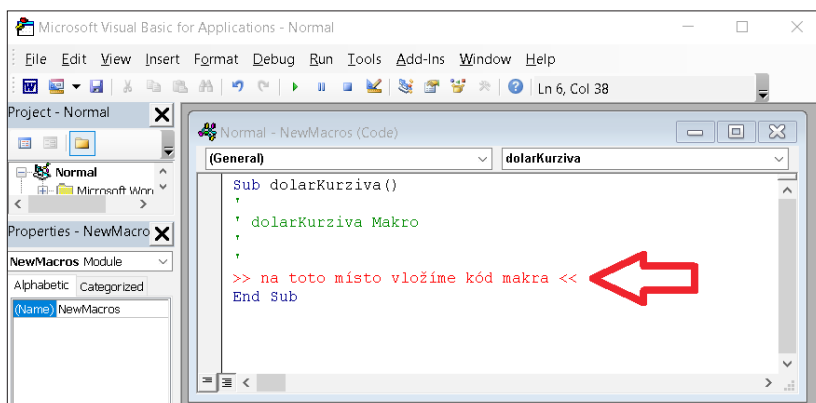 Microsoft Visual Basic for Applications - Normal
File Edit View Insert Format Debug Run Tools Add-Ins Window Help
Ln 6, Col 38
Project - Normal
Normal
Microsoft Wor
Properties - NewMacro
NewMacros Module
Alphabetic Categorized
(Name) NewMacros
Normal - NewMacros (Code)
(General) dolarKurziva
Sub dolarKurziva()
'
' dolarKurziva Makro
'
'
>> na toto místo vložíme kód makra <<
End Sub